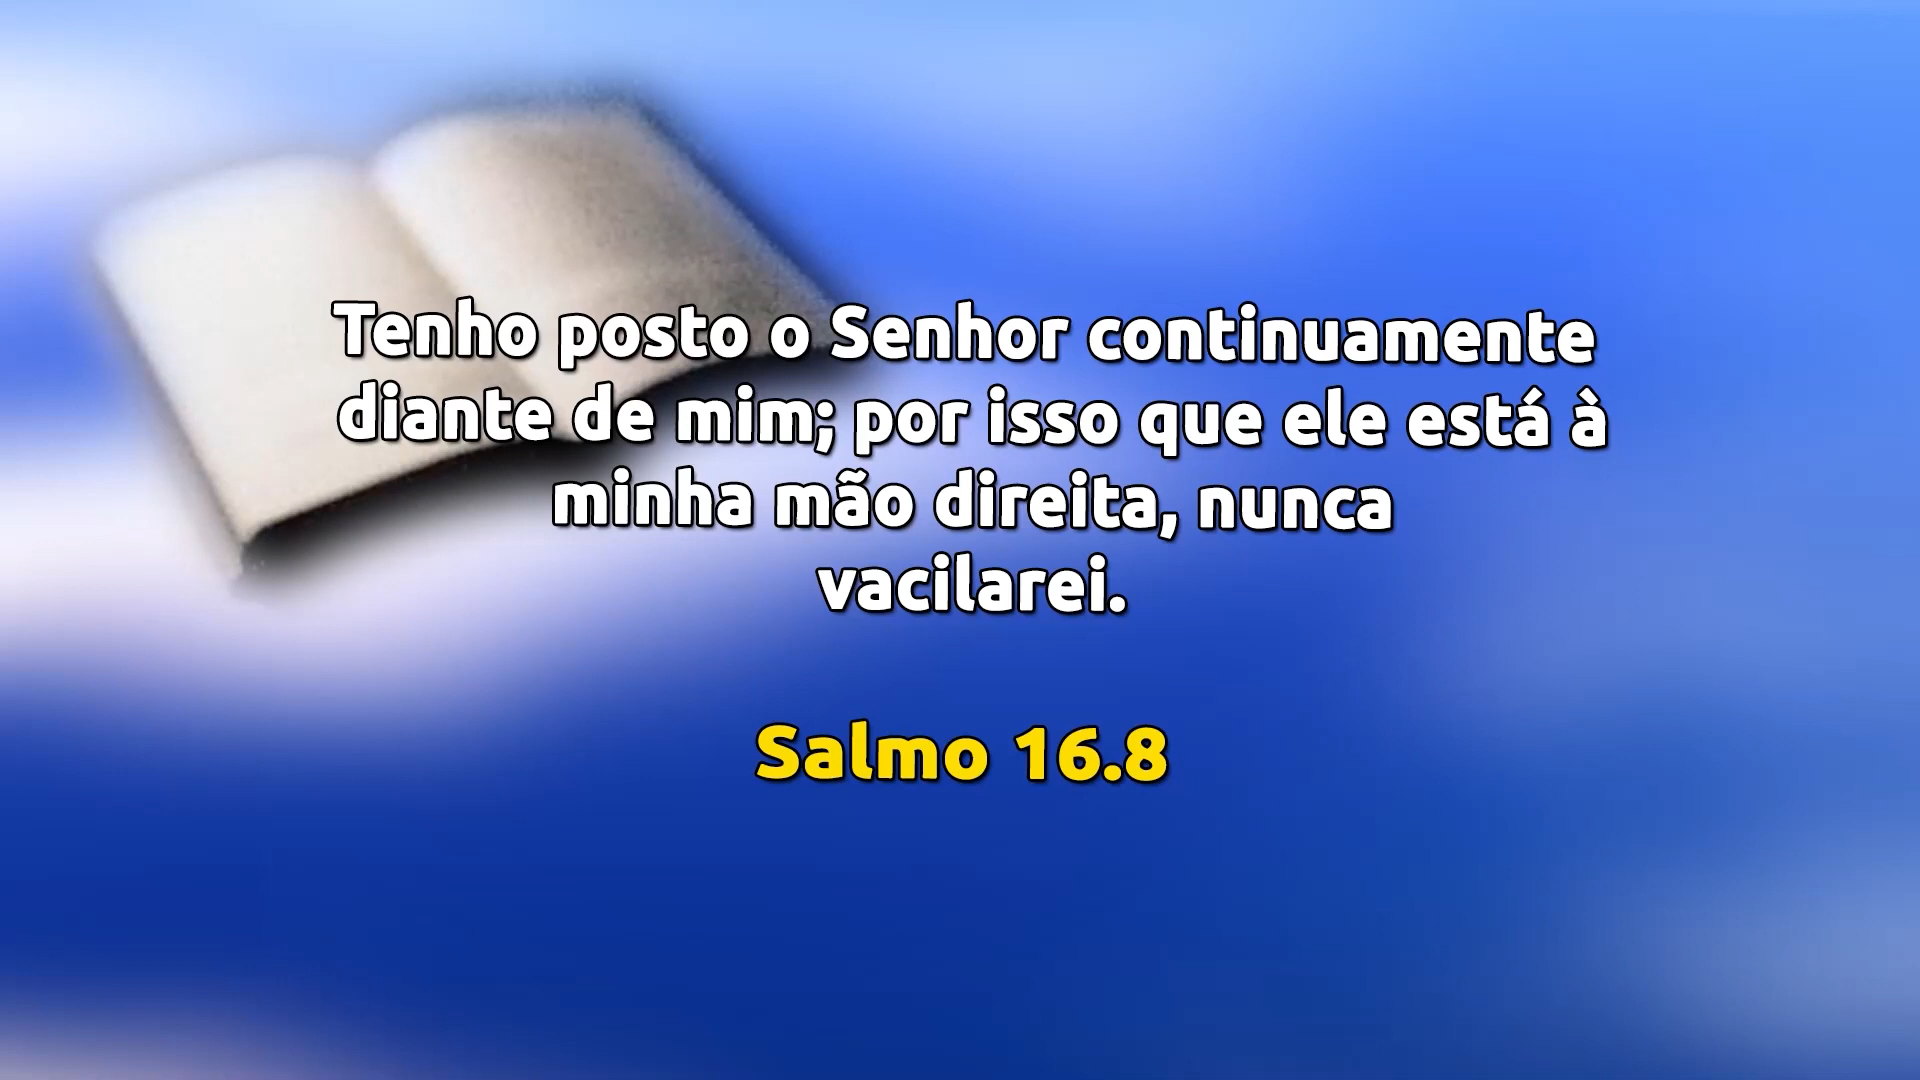 Tenho posto o Senhor continuamente
diante de mim; por isso que ele está à
minha mão direita, nunca
vacilarei.
Salmo 16.8